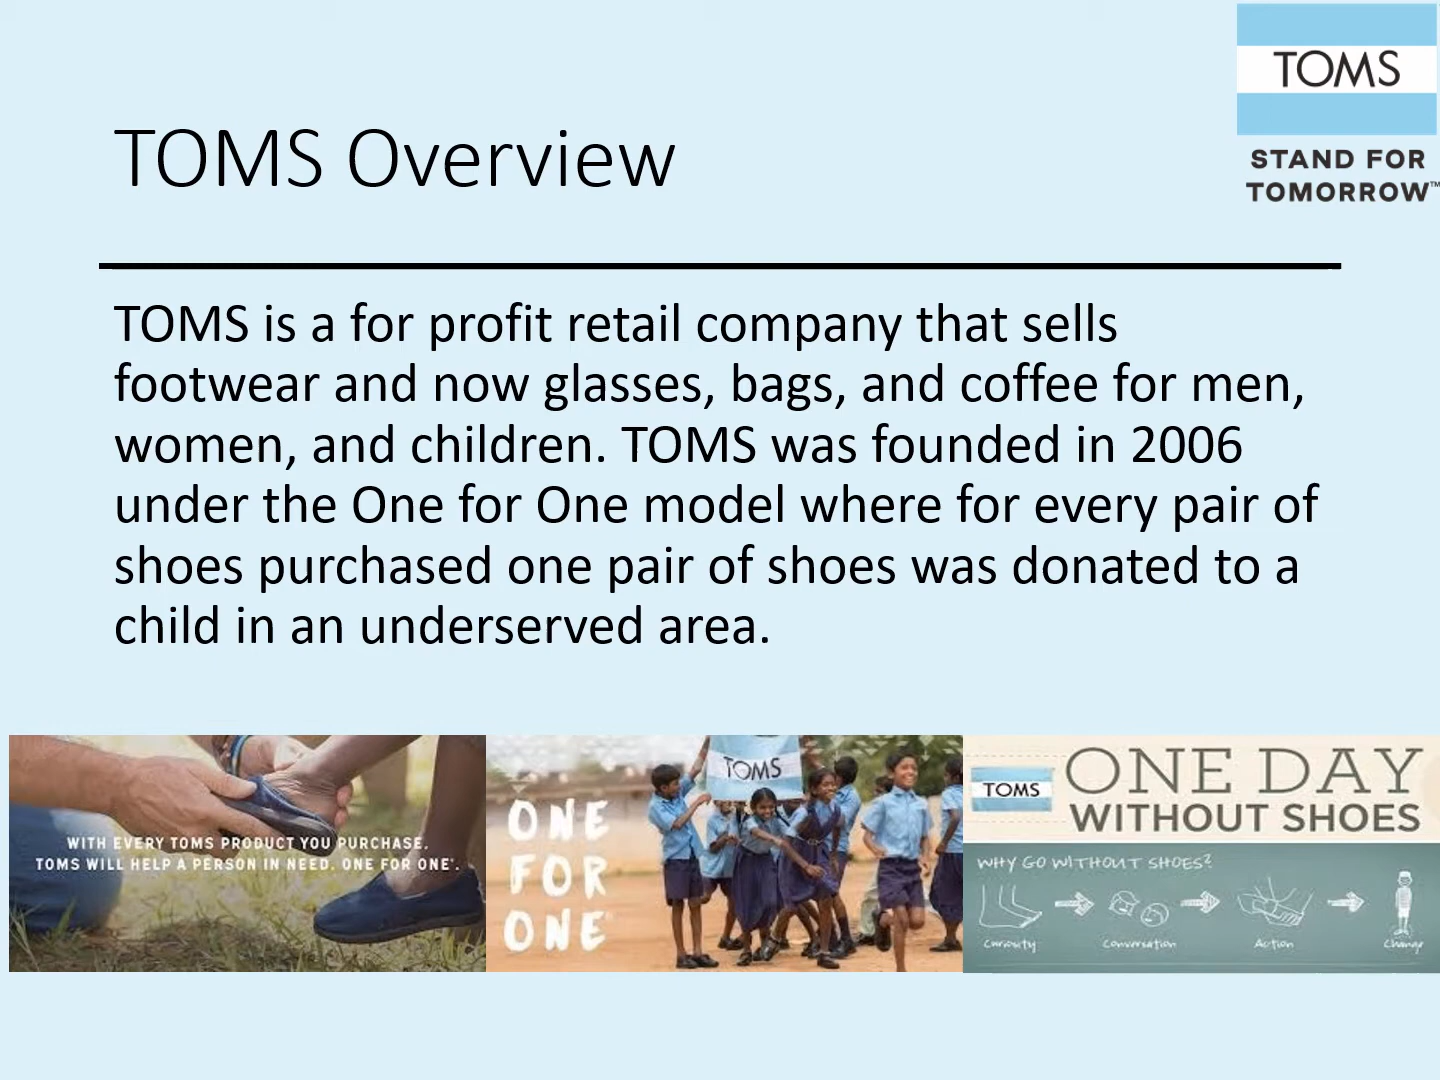 TOMS
STAND FOR
TOMORROW™
TOMS Overview
TOMS is a for profit retail company that sells
footwear and now glasses, bags, and coffee for men,
women, and children. TOMS was founded in 2006
under the One for One model where for every pair of
shoes purchased one pair of shoes was donated to a
child in an underserved area.
WITH EVERY TOMS PRODUCT YOU PURCHASE.
TOMS WILL HELP A PERSON IN NEED. ONE FOR ONE®.
TOMS
ONE
FOR
ONE®
TOMS
ONE DAY
WITHOUT SHOES
WHY GO WITHOUT SHOES?
Curiosity
Conversation
Action
Change